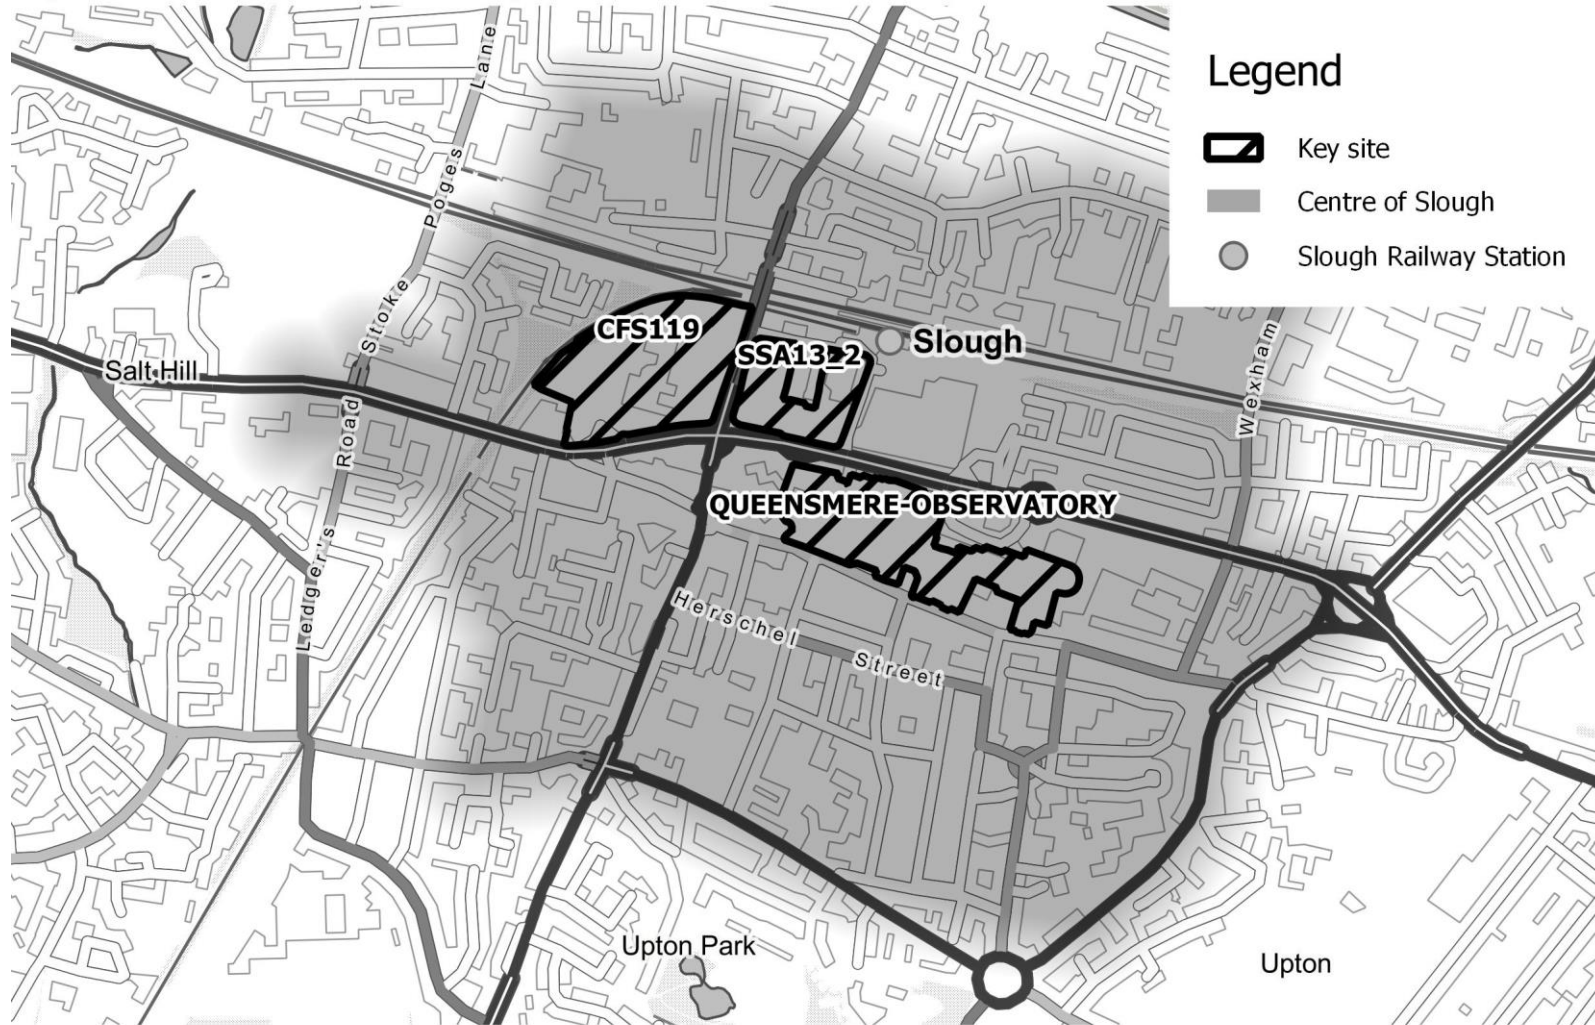 Legend
Key site
Centre of Slough
Slough Railway Station
Stoke Poges Lane
CFS119
SSA13_2
Slough
Salt Hill
Wexham
Ledger's Road
QUEENSMERE-OBSERVATORY
Herschel Street
Upton Park
Upton